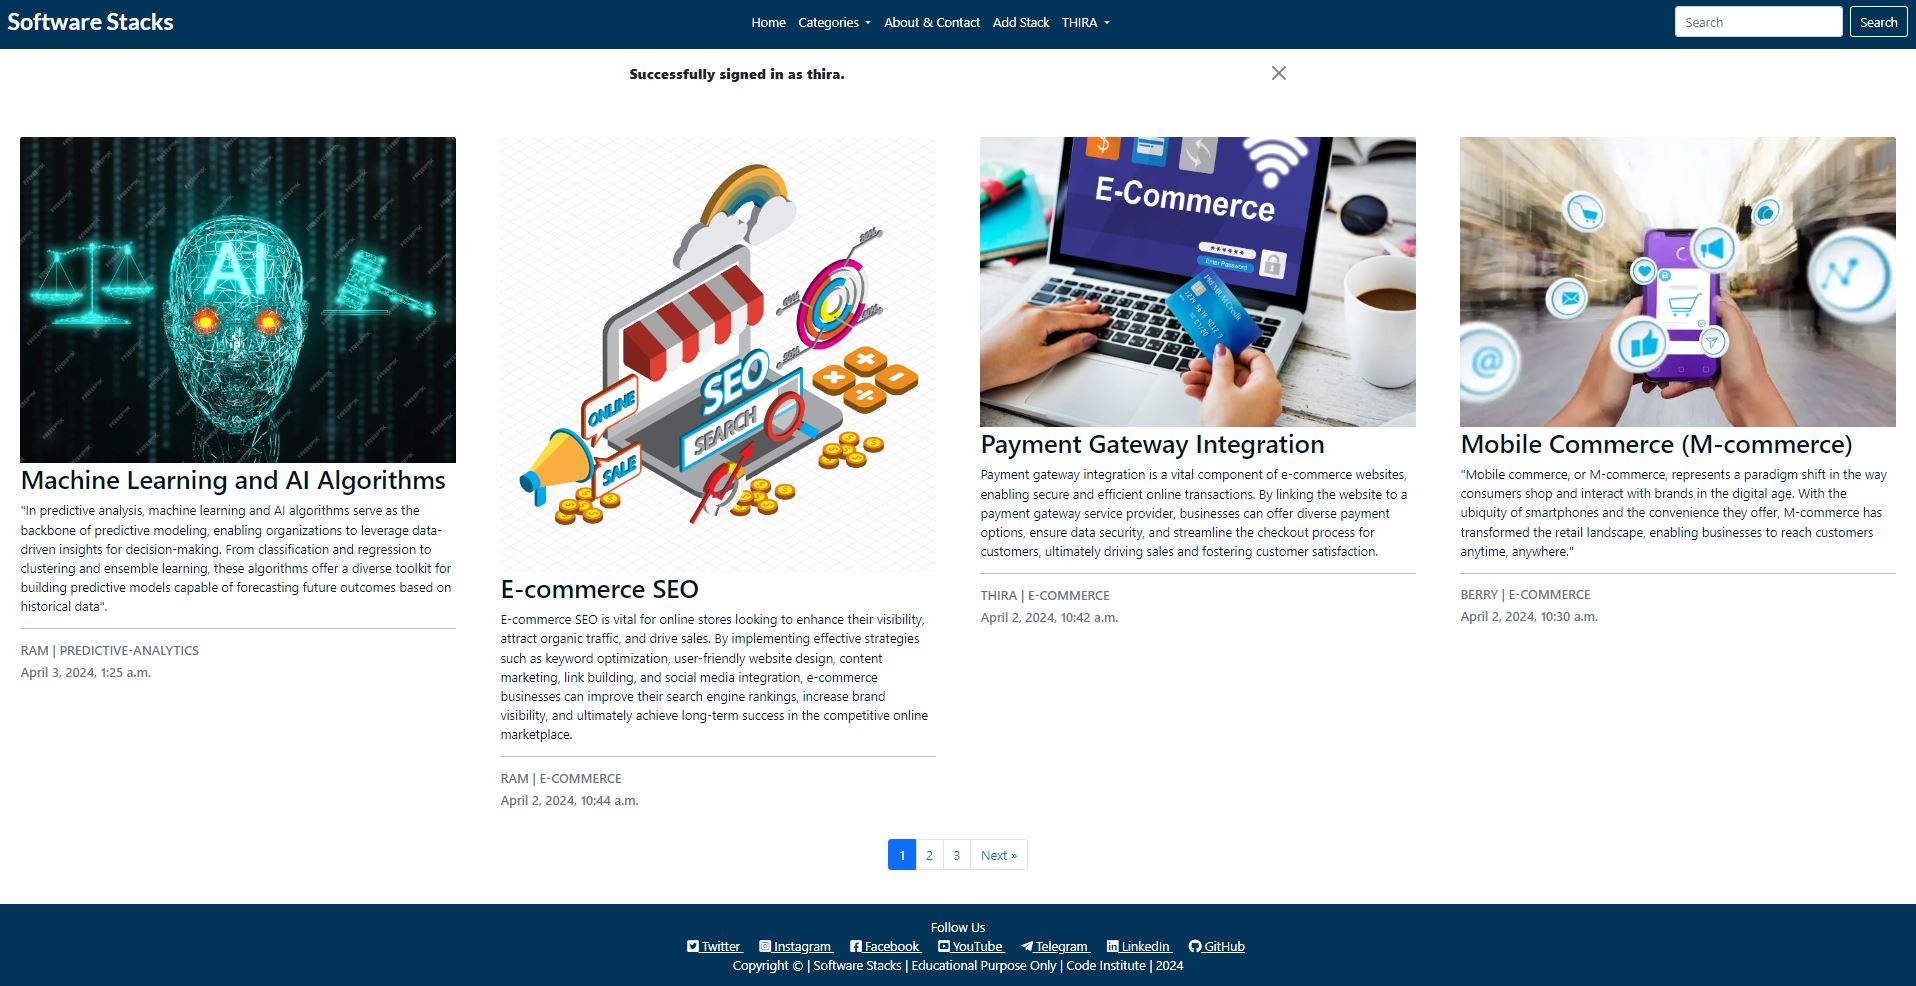 Software Stacks
Home Categories About & Contact Add Stack THIRA
Search Search
Successfully signed in as thira.
AI
Machine Learning and AI Algorithms
"In predictive analysis, machine learning and AI algorithms serve as the
backbone of predictive modeling, enabling organizations to leverage data-
driven insights for decision-making. From classification and regression to
clustering and ensemble learning, these algorithms offer a diverse toolkit for
building predictive models capable of forecasting future outcomes based on
historical data".
RAM | PREDICTIVE-ANALYTICS
April 3, 2024, 1:25 a.m.
SEO
ONLINE
SEARCH
SALE
E-commerce SEO
E-commerce SEO is vital for online stores looking to enhance their visibility,
attract organic traffic, and drive sales. By implementing effective strategies
such as keyword optimization, user-friendly website design, content
marketing, link building, and social media integration, e-commerce
businesses can improve their search engine rankings, increase brand
visibility, and ultimately achieve long-term success in the competitive online
marketplace.
RAM | E-COMMERCE
April 2, 2024, 10:44 a.m.
E-Commerce
Enter Password
Payment Gateway Integration
Payment gateway integration is a vital component of e-commerce websites,
enabling secure and efficient online transactions. By linking the website to a
payment gateway service provider, businesses can offer diverse payment
options, ensure data security, and streamline the checkout process for
customers, ultimately driving sales and fostering customer satisfaction.
THIRA | E-COMMERCE
April 2, 2024, 10:42 a.m.
Mobile Commerce (M-commerce)
"Mobile commerce, or M-commerce, represents a paradigm shift in the way
consumers shop and interact with brands in the digital age. With the
ubiquity of smartphones and the convenience they offer, M-commerce has
transformed the retail landscape, enabling businesses to reach customers
anytime, anywhere."
BERRY | E-COMMERCE
April 2, 2024, 10:30 a.m.
1 2 3 Next »
Follow Us
Twitter Instagram Facebook YouTube Telegram LinkedIn GitHub
Copyright © | Software Stacks | Educational Purpose Only | Code Institute | 2024